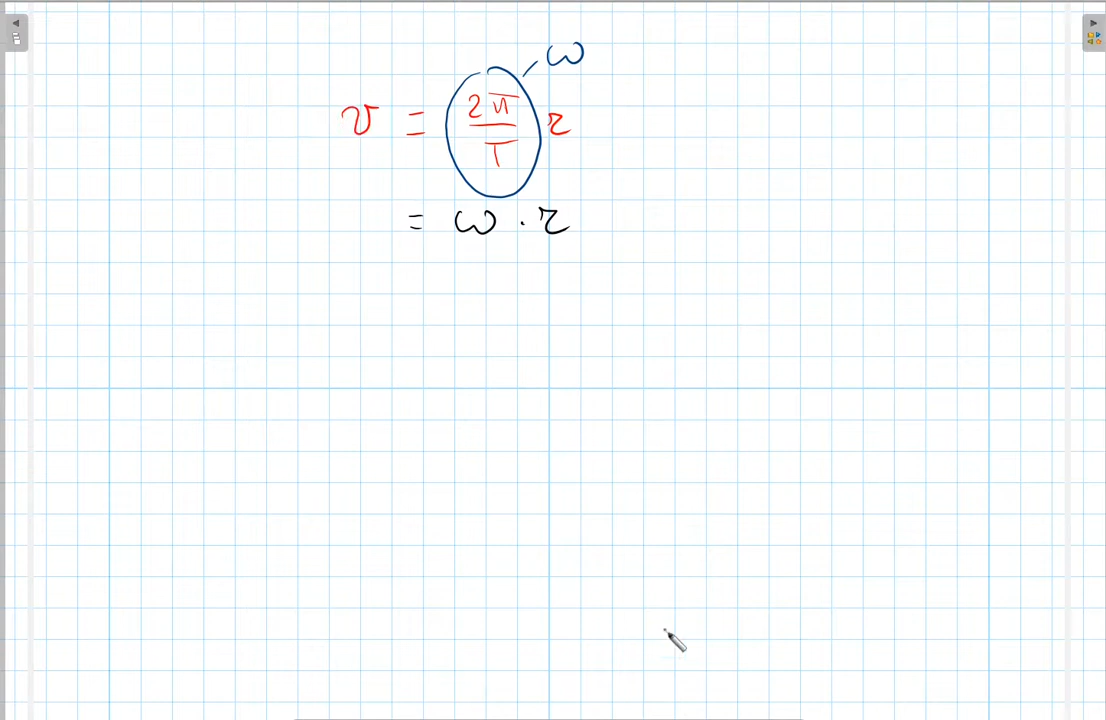 ω
v = 2π/T r
= ω · r